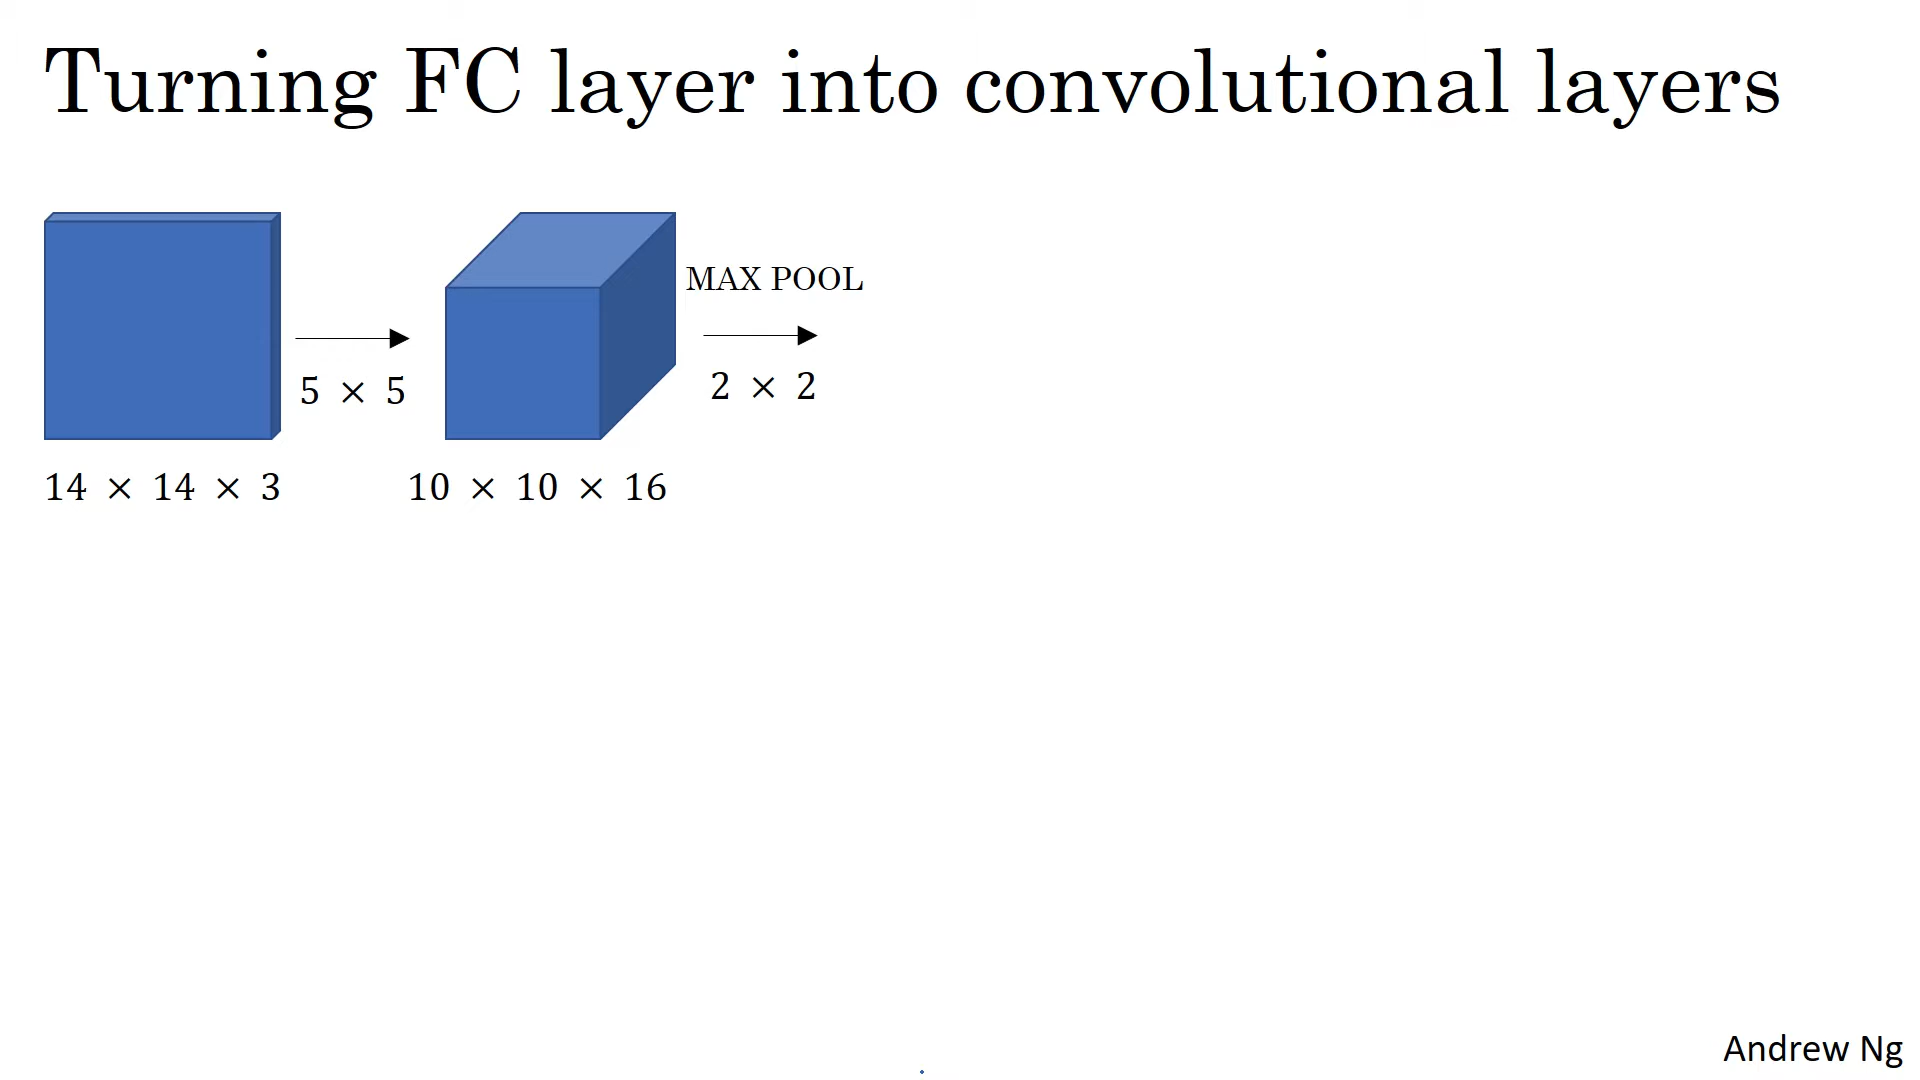 Turning FC layer into convolutional layers
MAX POOL
5 × 5
2 × 2
14 × 14 × 3
10 × 10 × 16
Andrew Ng